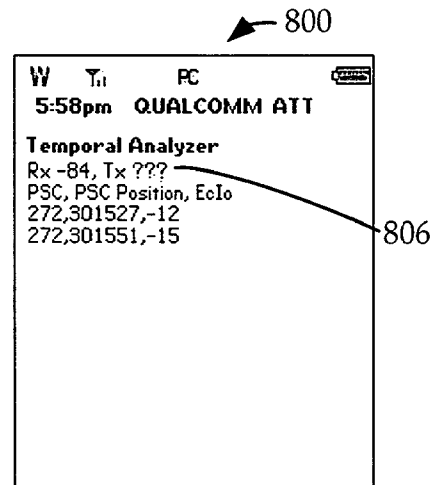 800
W PC
5:58pm QUALCOMM ATT
Temporal Analyzer
Rx -84, Tx ???
PSC, PSC Position, EcIo
272,301527,-12
272,301551,-15
806